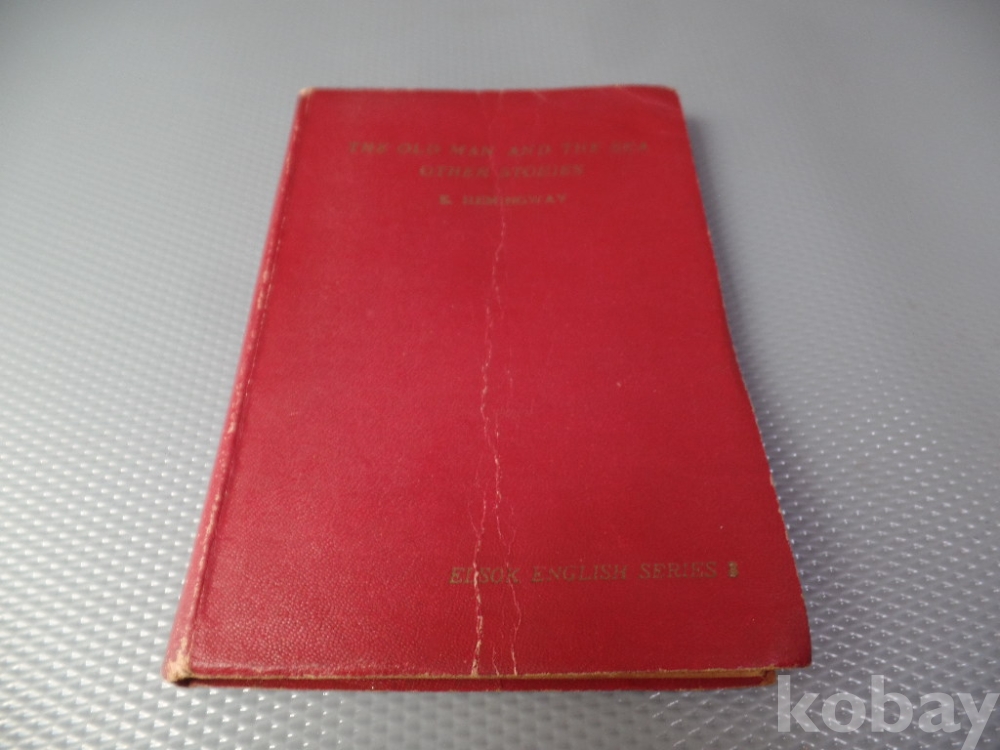 THE OLD MAN AND THE SEA
OTHER STORIES
E. HEMINGWAY
ENGLISH SERIES
kobay